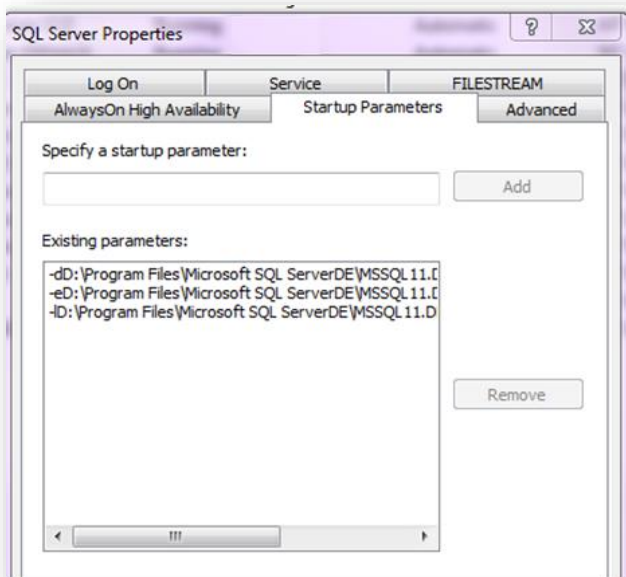 SQL Server Properties
Log On Service FILESTREAM
AlwaysOn High Availability Startup Parameters Advanced
Specify a startup parameter:
Add
Existing parameters:
-dD:\Program Files\Microsoft SQL ServerDE\MSSQL11.D
-eD:\Program Files\Microsoft SQL ServerDE\MSSQL11.D
-lD:\Program Files\Microsoft SQL ServerDE\MSSQL11.D
Remove